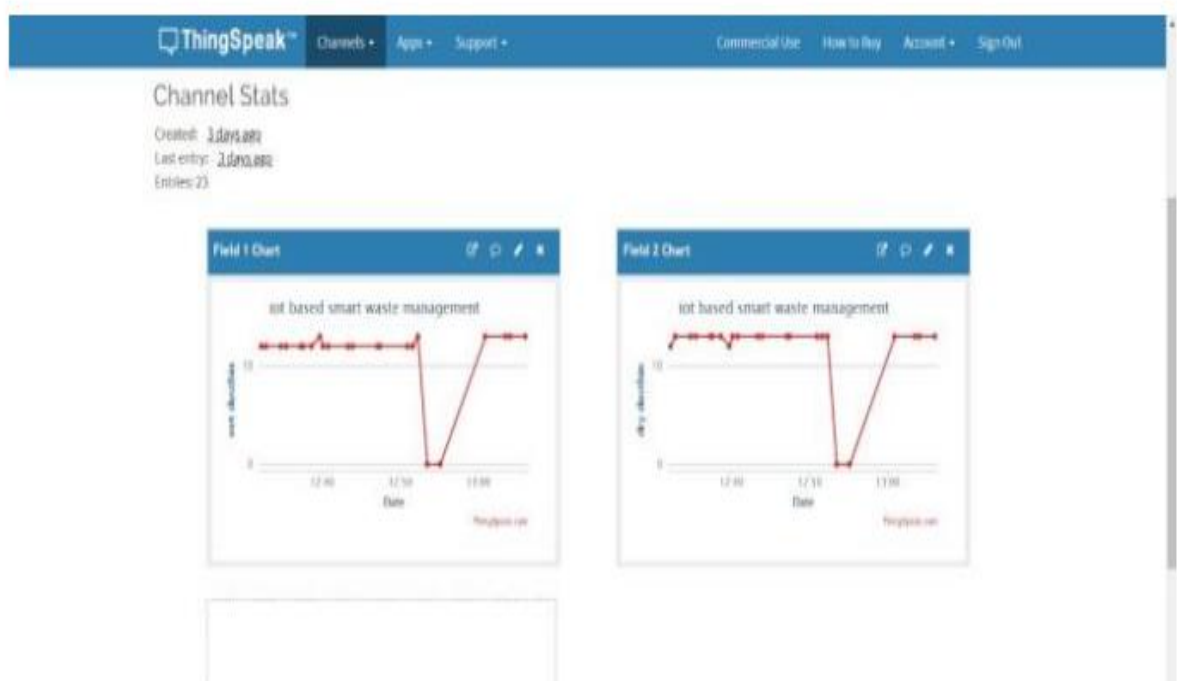 ThingSpeak™ Channels Apps Support Commercial Use How to Buy Account Sign Out
Channel Stats
Created: 3 days ago
Last entry: 3 days ago
Entries: 23
Field 1 Chart
iot based smart waste management
10
0
12:40 12:50 13:00
Date
ThingSpeak.com
Field 2 Chart
iot based smart waste management
10
0
12:40 12:50 13:00
Date
ThingSpeak.com